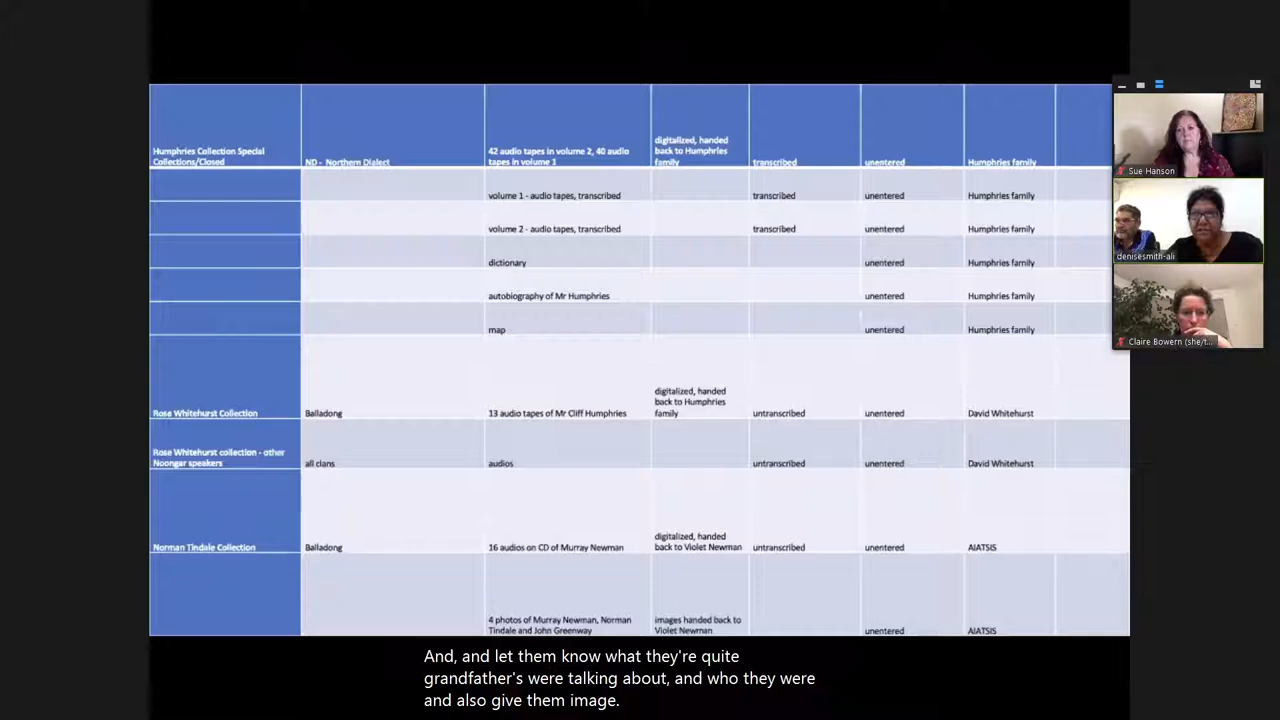 Humphries Collection Special
Collections/Closed
ND - Northern Dialect
42 audio tapes in volume 2, 40 audio
tapes in volume 1
digitalized, handed
back to Humphries
family
transcribed
unentered
Humphries family
volume 1 - audio tapes, transcribed
transcribed
unentered
Humphries family
volume 2 - audio tapes, transcribed
transcribed
unentered
Humphries family
dictionary
unentered
Humphries family
autobiography of Mr Humphries
unentered
Humphries family
map
unentered
Humphries family
Rose Whitehurst Collection
Balladong
13 audio tapes of Mr Cliff Humphries
digitalized, handed
back to Humphries
family
untranscribed
unentered
David Whitehurst
Rose Whitehurst collection - other
Noongar speakers
all clans
audios
untranscribed
unentered
David Whitehurst
Norman Tindale Collection
Balladong
16 audios on CD of Murray Newman
digitalized, handed
back to Violet Newman
untranscribed
unentered
AIATSIS
4 photos of Murray Newman, Norman
Tindale and John Greenway
images handed back to
Violet Newman
unentered
AIATSIS
Sue Hanson
denisesmith-ali
Claire Bowern (she/t...
And, and let them know what they're quite
grandfather's were talking about, and who they were
and also give them image.